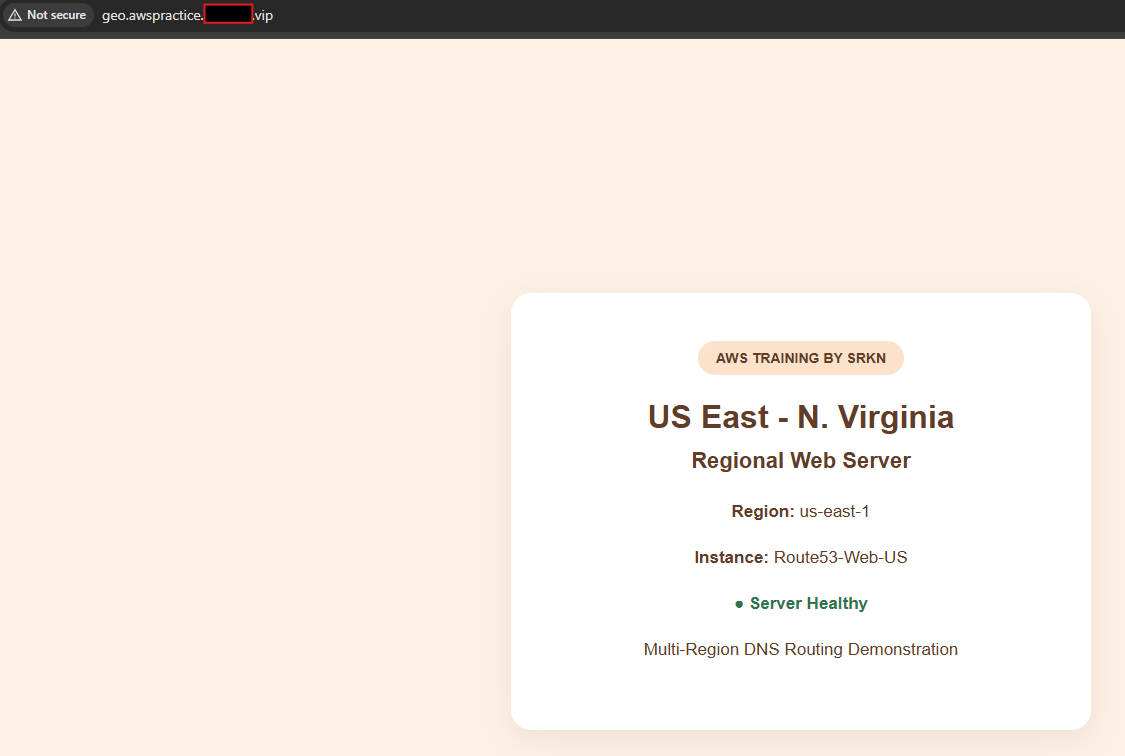 Not secure geo.awspractice. .vip
AWS TRAINING BY SRKN
US East - N. Virginia
Regional Web Server
Region: us-east-1
Instance: Route53-Web-US
● Server Healthy
Multi-Region DNS Routing Demonstration